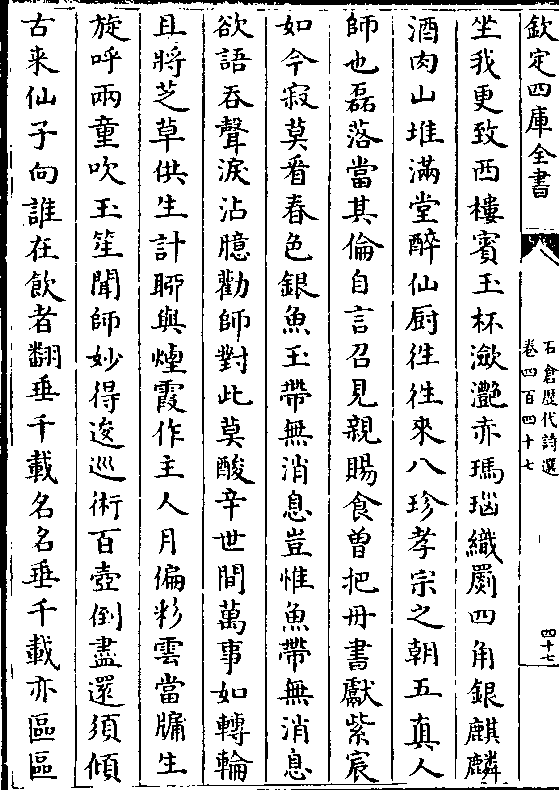 欽定四庫全書
石倉歷代詩選
卷四百四十七
四十七
坐我更致西樓賓玉杯瀲灩赤瑪瑙織罽四角銀麒麟
酒肉山堆滿堂醉仙厨徃徃來八珍孝宗之朝五真人
師也磊落當其倫自言召見親賜食曽把丹書獻紫宸
如今寂莫看春色銀魚玉帶無消息豈惟魚帶無消息
欲語吞聲淚沾臆勸師對此莫酸辛世間萬事如轉輪
且將芝草供生計聊與煙霞作主人月偏彩雲當牖生
旋呼兩童吹玉笙聞師妙得逡巡術百壺倒盡還須傾
古来仙子向誰在飲者翻垂千載名名垂千載亦區區